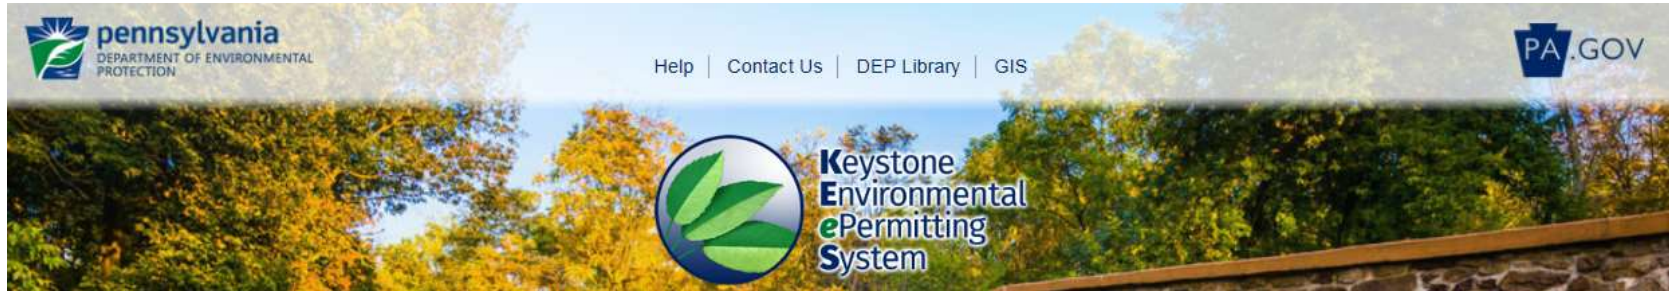 pennsylvania
DEPARTMENT OF ENVIRONMENTAL
PROTECTION
Help | Contact Us | DEP Library | GIS
PA.GOV
Keystone
Environmental
ePermitting
System